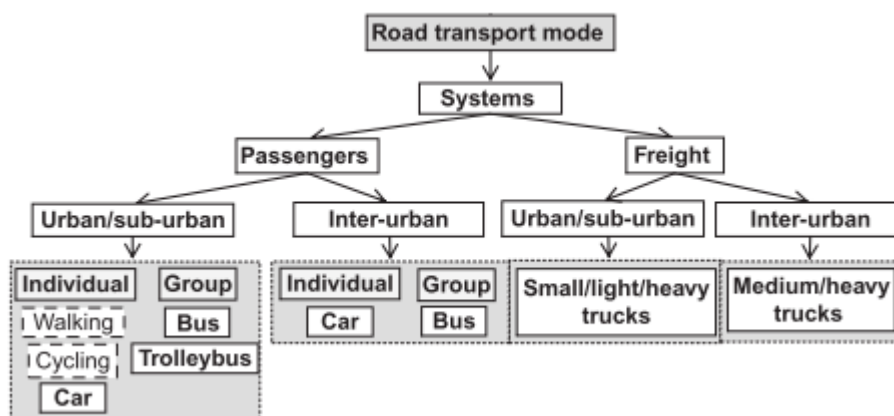 Road transport mode
Systems
Passengers
Freight
Urban/sub-urban
Inter-urban
Urban/sub-urban
Inter-urban
Individual
Group
Walking
Bus
Cycling
Trolleybus
Car
Individual
Group
Car
Bus
Small/light/heavy
trucks
Medium/heavy
trucks